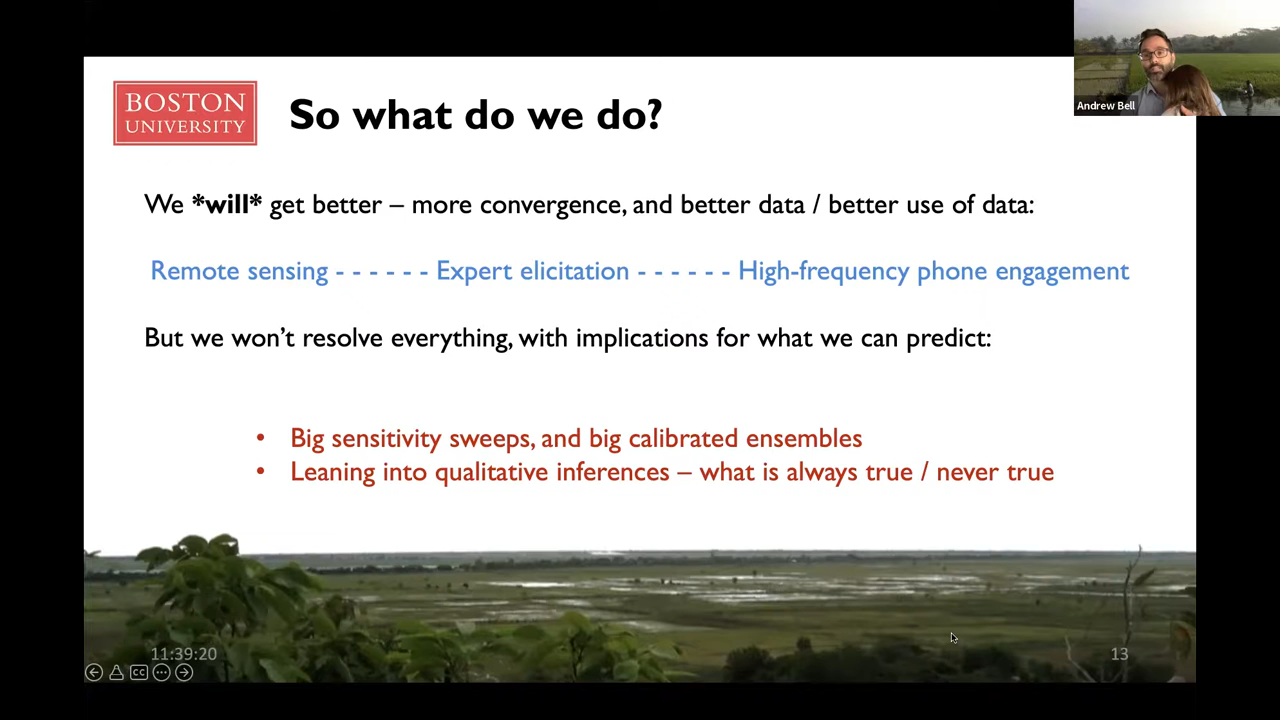 Andrew Bell
BOSTON
UNIVERSITY
So what do we do?
We *will* get better – more convergence, and better data / better use of data:
Remote sensing - - - - - - Expert elicitation - - - - - - High-frequency phone engagement
But we won’t resolve everything, with implications for what we can predict:
• Big sensitivity sweeps, and big calibrated ensembles
• Leaning into qualitative inferences – what is always true / never true
11:39:20
13
CC